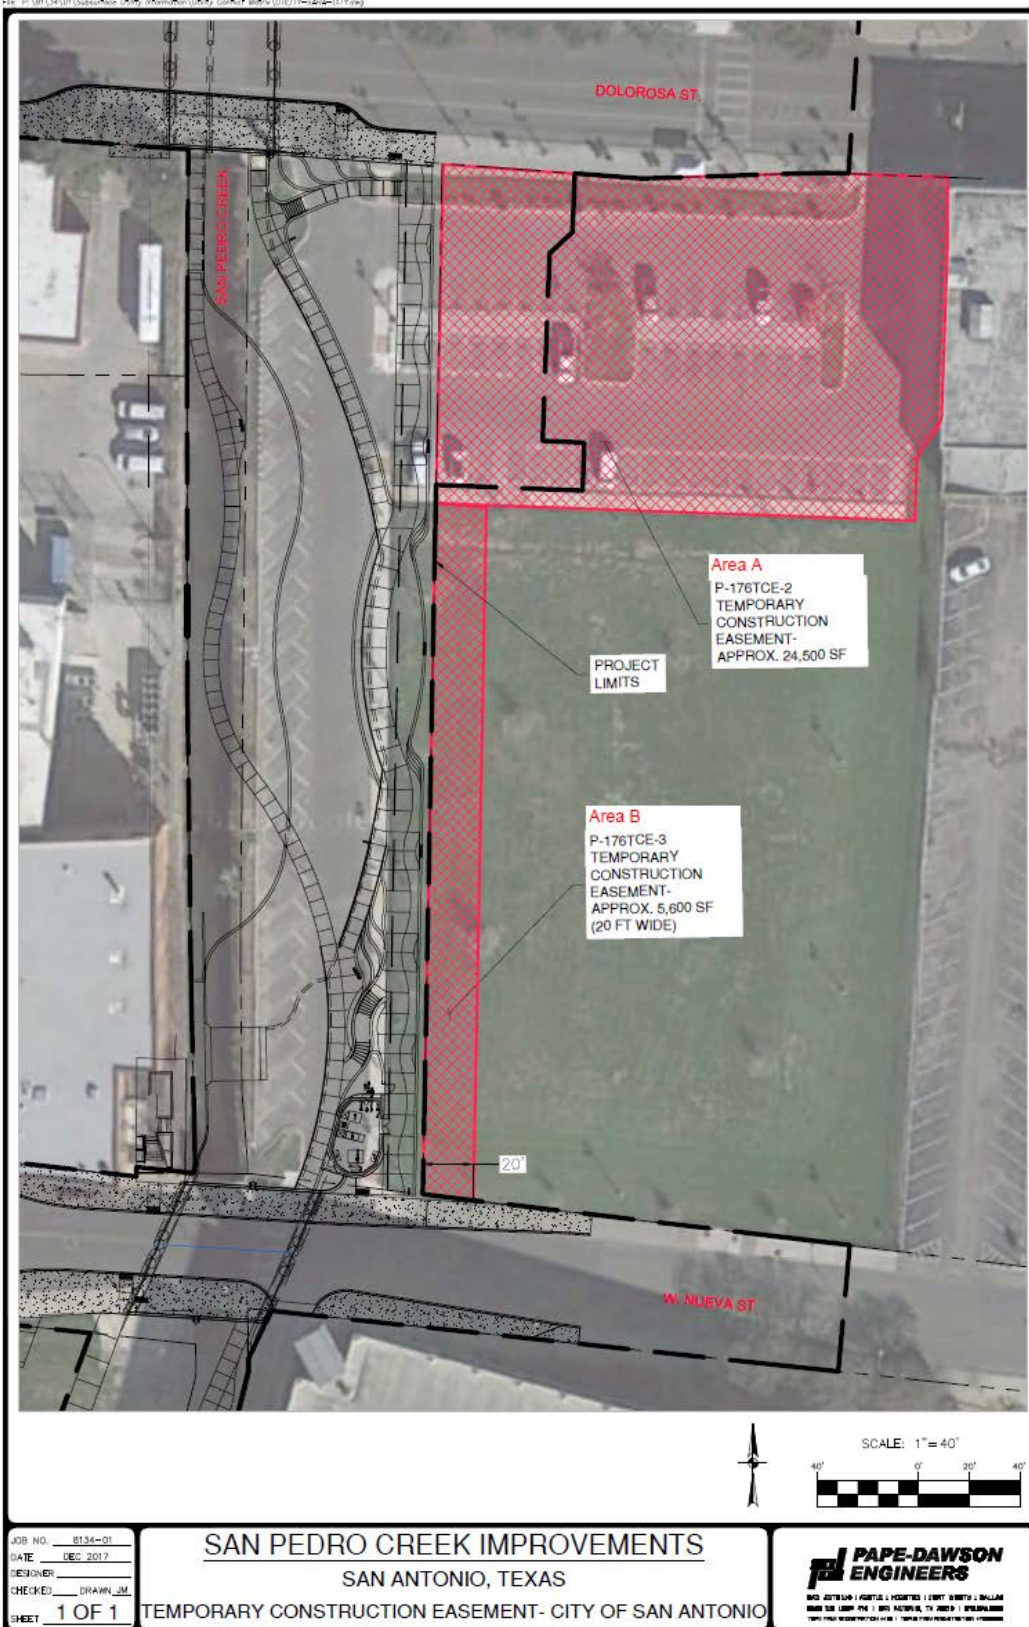 DOLOROSA ST.
SAN PEDRO CREEK
Area A
P-176TCE-2
TEMPORARY
CONSTRUCTION
EASEMENT-
APPROX. 24,500 SF
PROJECT
LIMITS
Area B
P-176TCE-3
TEMPORARY
CONSTRUCTION
EASEMENT-
APPROX. 5,600 SF
(20 FT WIDE)
20'
W. NUEVA ST
SCALE: 1"=40'
40' 0' 20' 40'
JOB NO. 8134-01
DATE DEC 2017
DESIGNER
CHECKED DRAWN JM
SHEET 1 OF 1
SAN PEDRO CREEK IMPROVEMENTS
SAN ANTONIO, TEXAS
TEMPORARY CONSTRUCTION EASEMENT- CITY OF SAN ANTONIO
PAPE-DAWSON
ENGINEERS